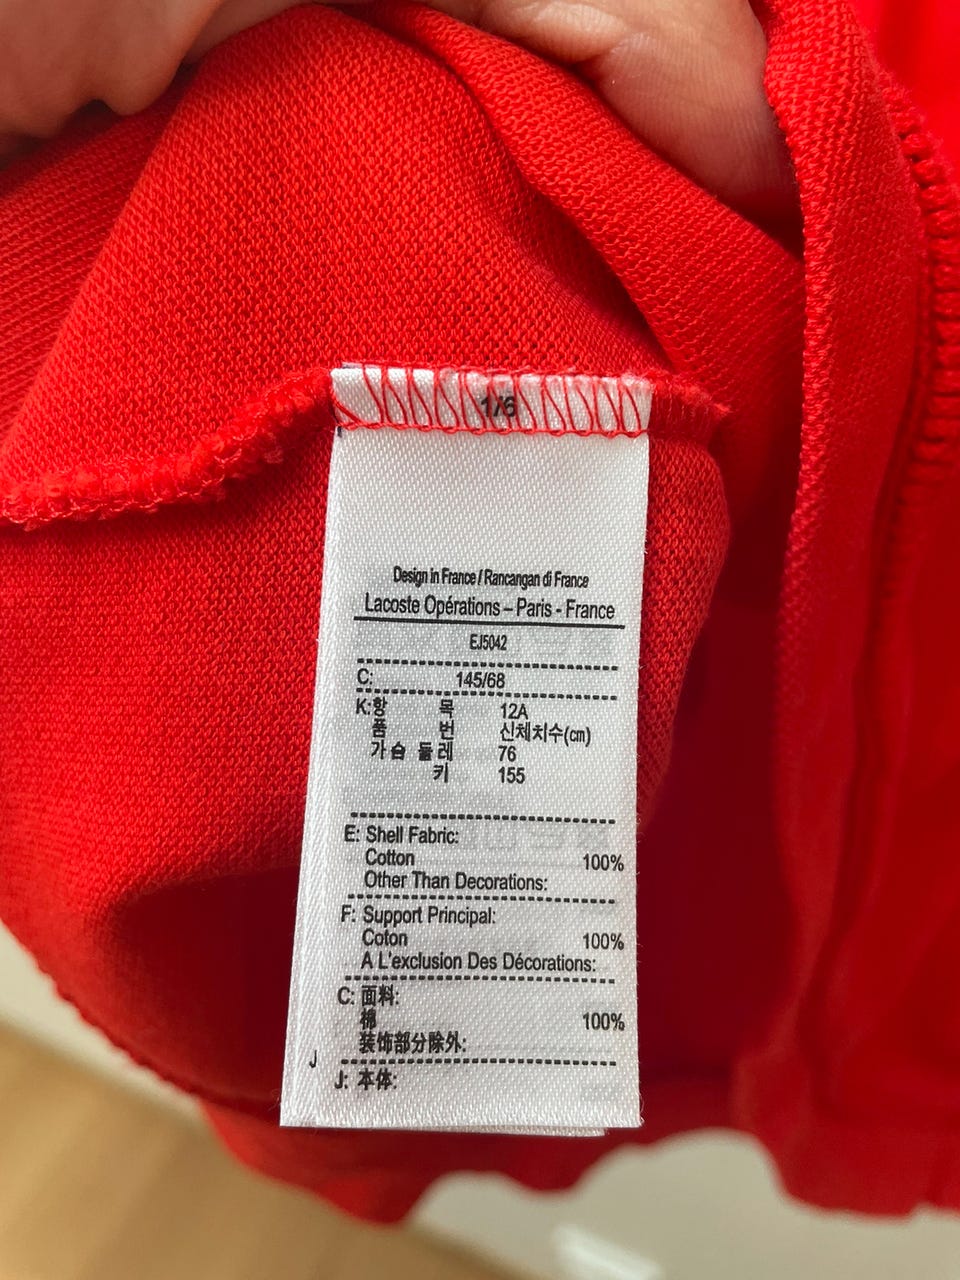 1/6
Design in France / Rancangan di France
Lacoste Opérations – Paris - France
EJ5042
C: 145/68
K:항 목 12A
품 번 신체치수(cm)
가슴 둘레 76
키 155
E: Shell Fabric:
Cotton 100%
Other Than Decorations:
F: Support Principal:
Coton 100%
A L'exclusion Des Décorations:
C: 面料:
棉 100%
装饰部分除外:
J
J: 本体: